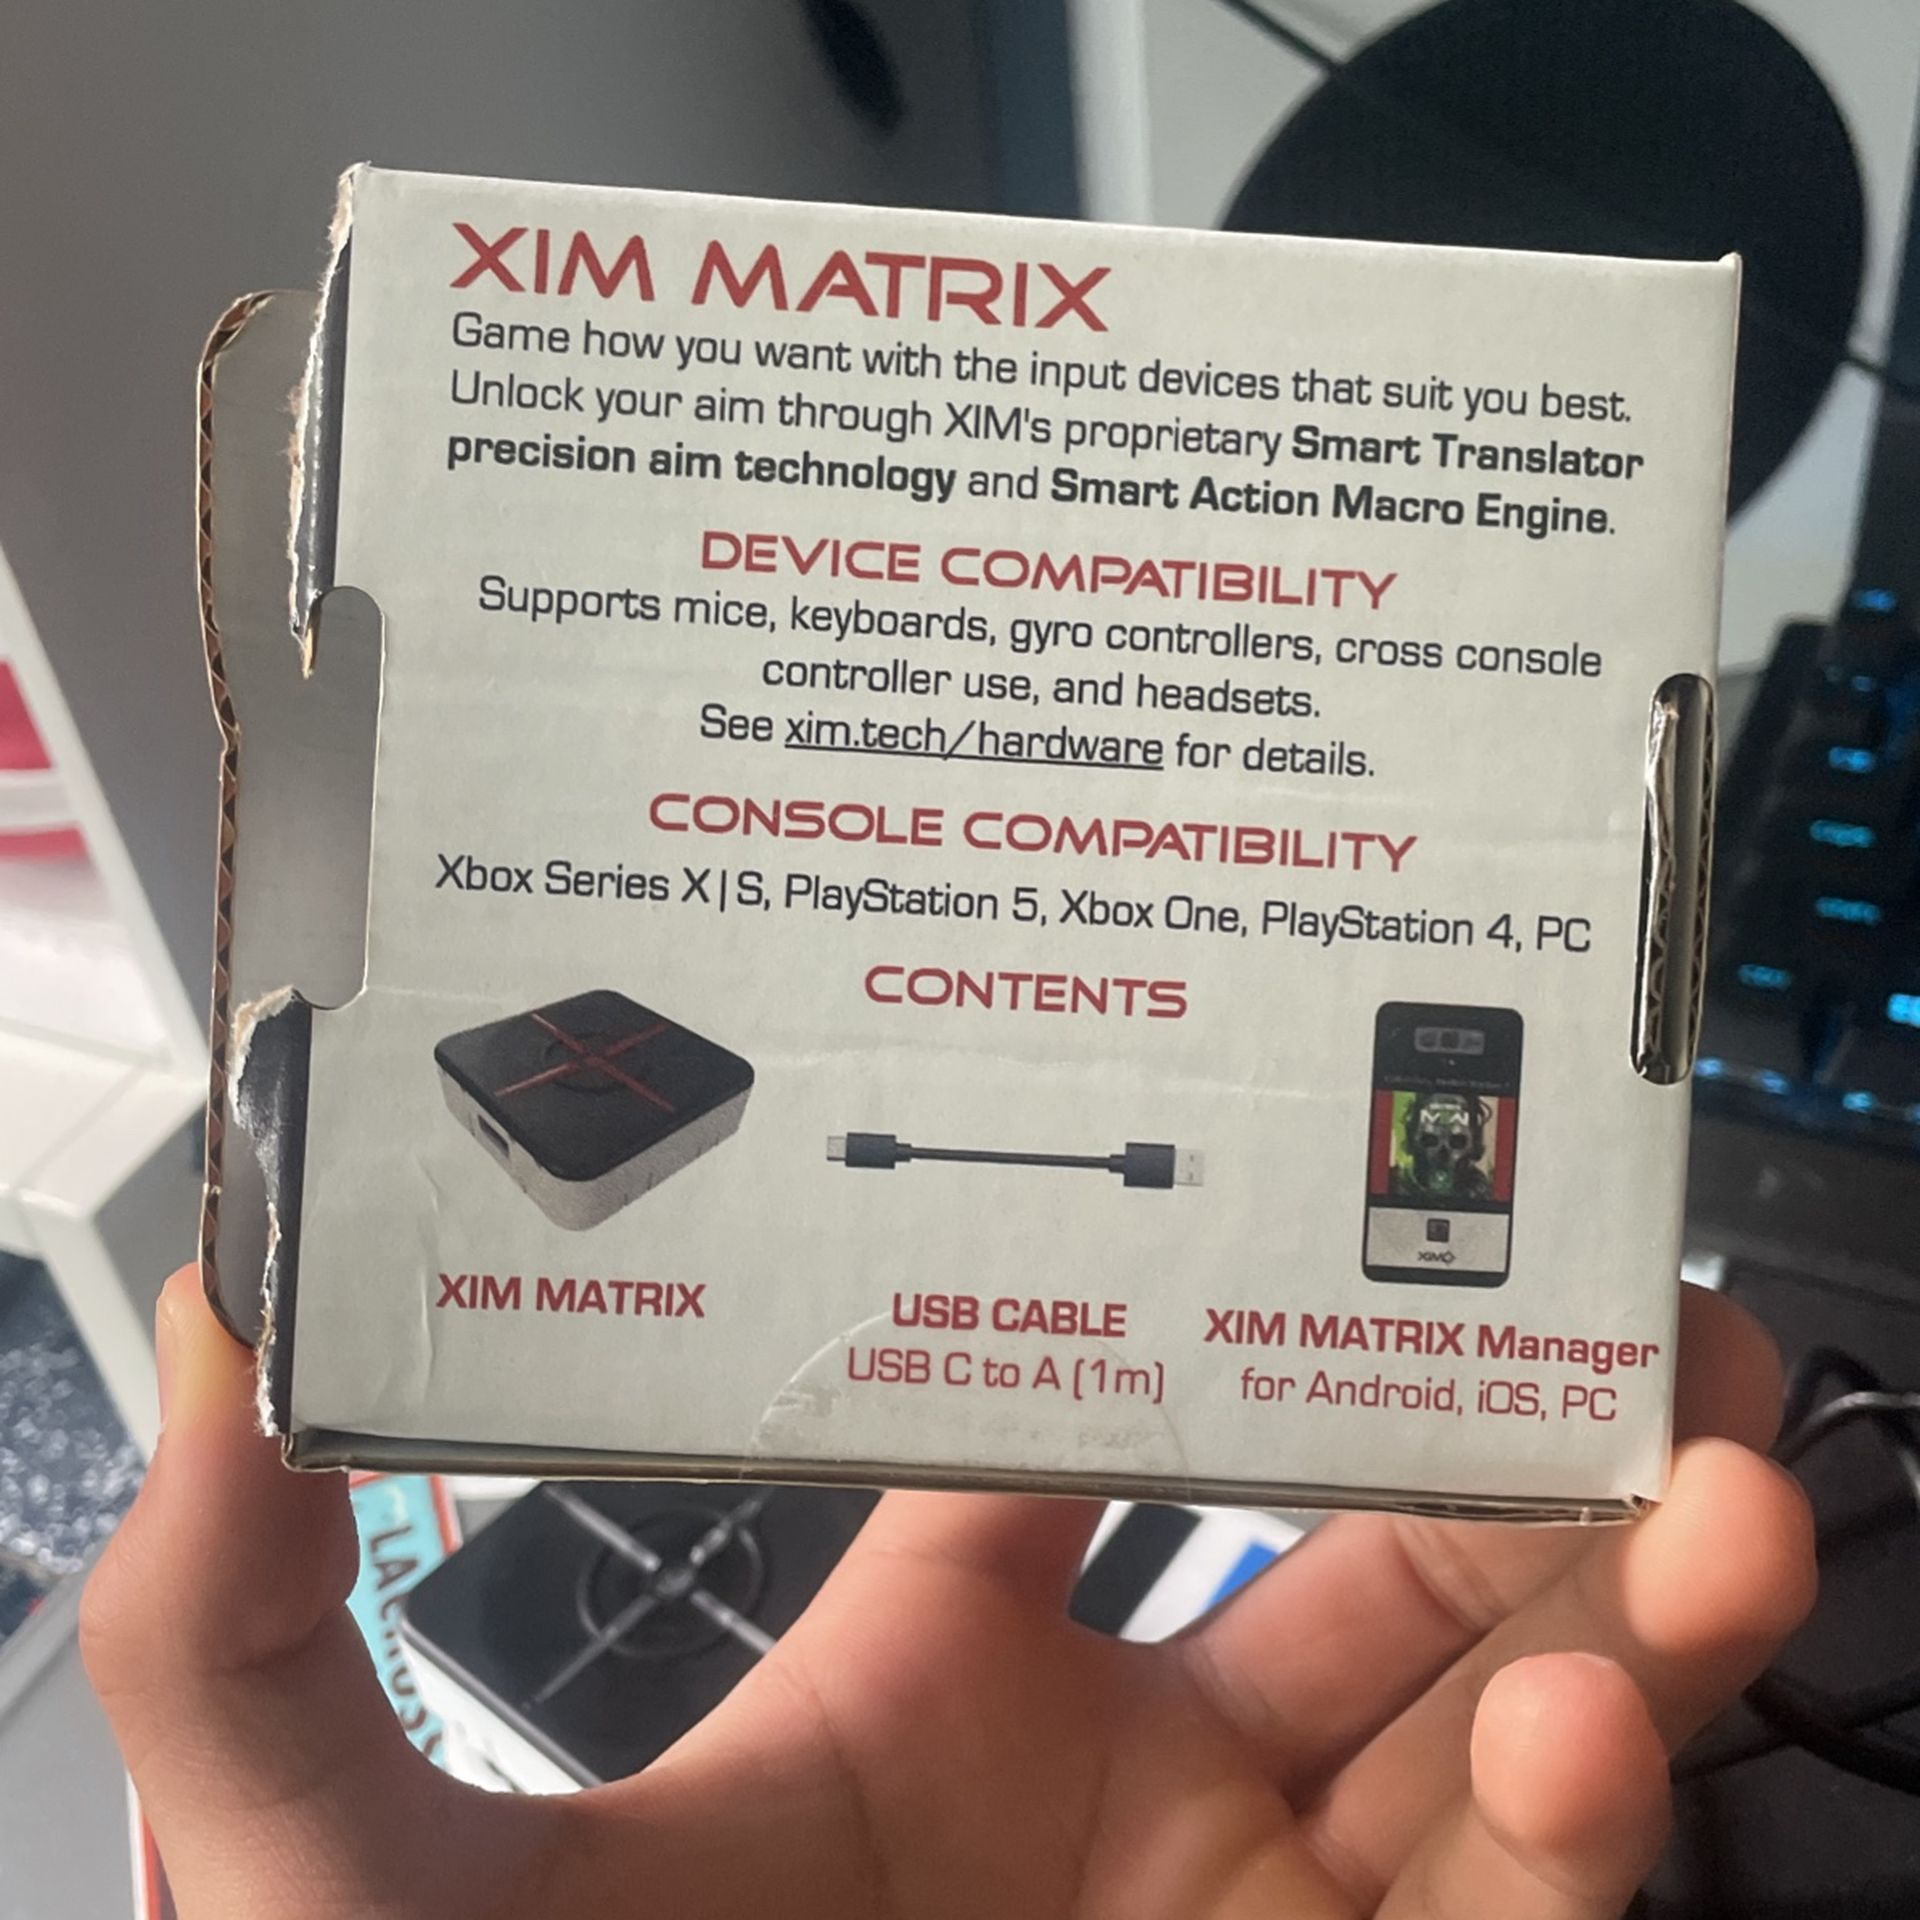 XIM MATRIX
Game how you want with the input devices that suit you best.
Unlock your aim through XIM's proprietary Smart Translator
precision aim technology and Smart Action Macro Engine.
DEVICE COMPATIBILITY
Supports mice, keyboards, gyro controllers, cross console
controller use, and headsets.
See xim.tech/hardware for details.
CONSOLE COMPATIBILITY
Xbox Series X|S, PlayStation 5, Xbox One, PlayStation 4, PC
CONTENTS
XIM
XIM MATRIX
USB CABLE
USB C to A (1m)
XIM MATRIX Manager
for Android, iOS, PC